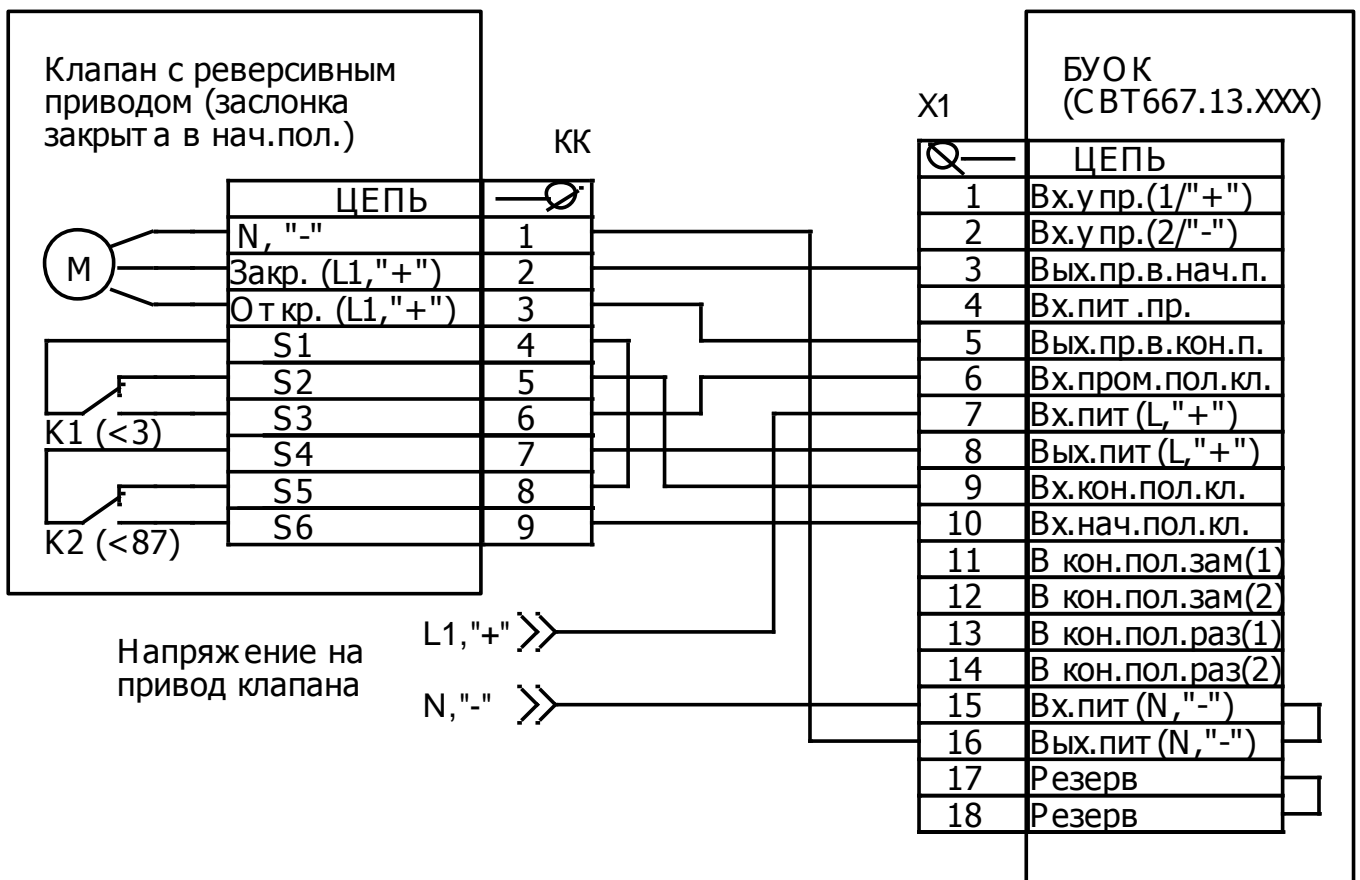 Клапан с реверсивным
приводом (заслонка
закрыта в нач.пол.)
КК
ЦЕПЬ
N, "-" 1
Закр. (L1,"+") 2
Откр. (L1,"+") 3
S1 4
S2 5
S3 6
S4 7
S5 8
S6 9
М
K1 (<3)
K2 (<87)
Напряжение на
привод клапана
L1,"+"
N,"-"
БУОК
(СВТ667.13.XXX)
X1
ЦЕПЬ
1 Вх.упр.(1/"+")
2 Вх.упр.(2/"-")
3 Вых.пр.в.нач.п.
4 Вх.пит.пр.
5 Вых.пр.в.кон.п.
6 Вх.пром.пол.кл.
7 Вх.пит(L,"+")
8 Вых.пит(L,"+")
9 Вх.кон.пол.кл.
10 Вх.нач.пол.кл.
11 В кон.пол.зам(1)
12 В кон.пол.зам(2)
13 В кон.пол.раз(1)
14 В кон.пол.раз(2)
15 Вх.пит(N,"-")
16 Вых.пит(N,"-")
17 Резерв
18 Резерв